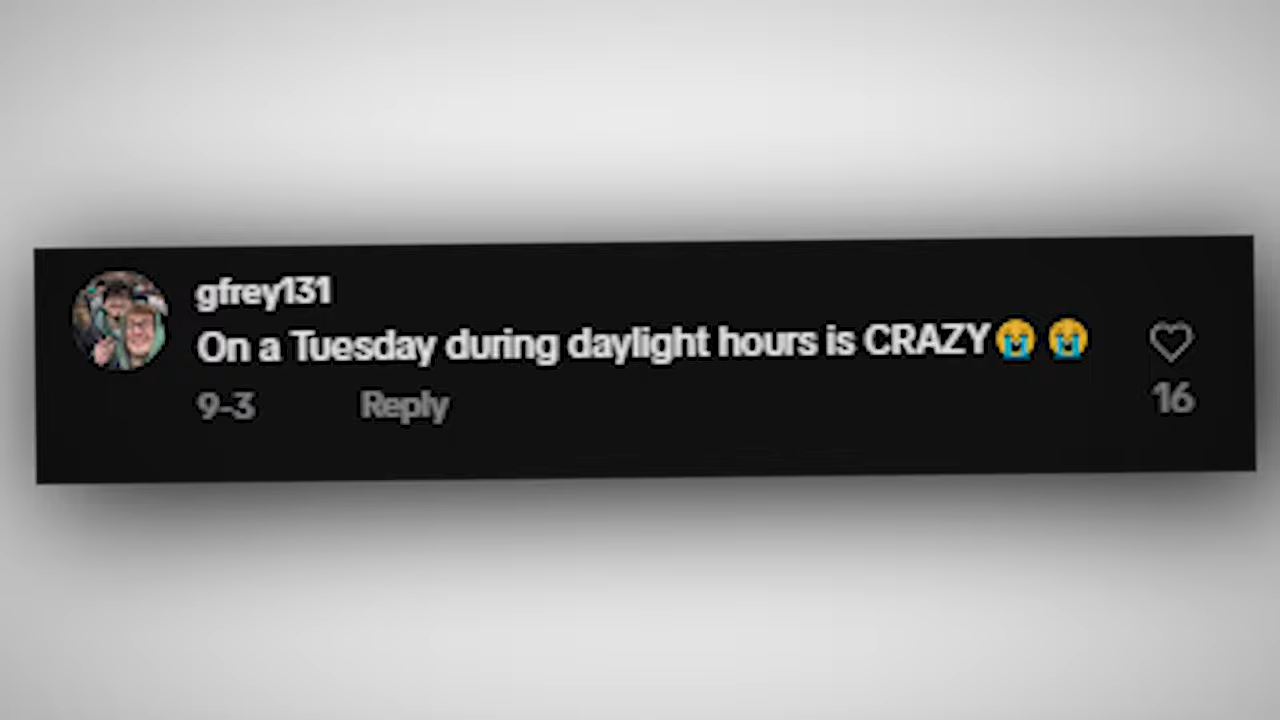 gfrey131
On a Tuesday during daylight hours is CRAZY😭😭
9-3 Reply
16